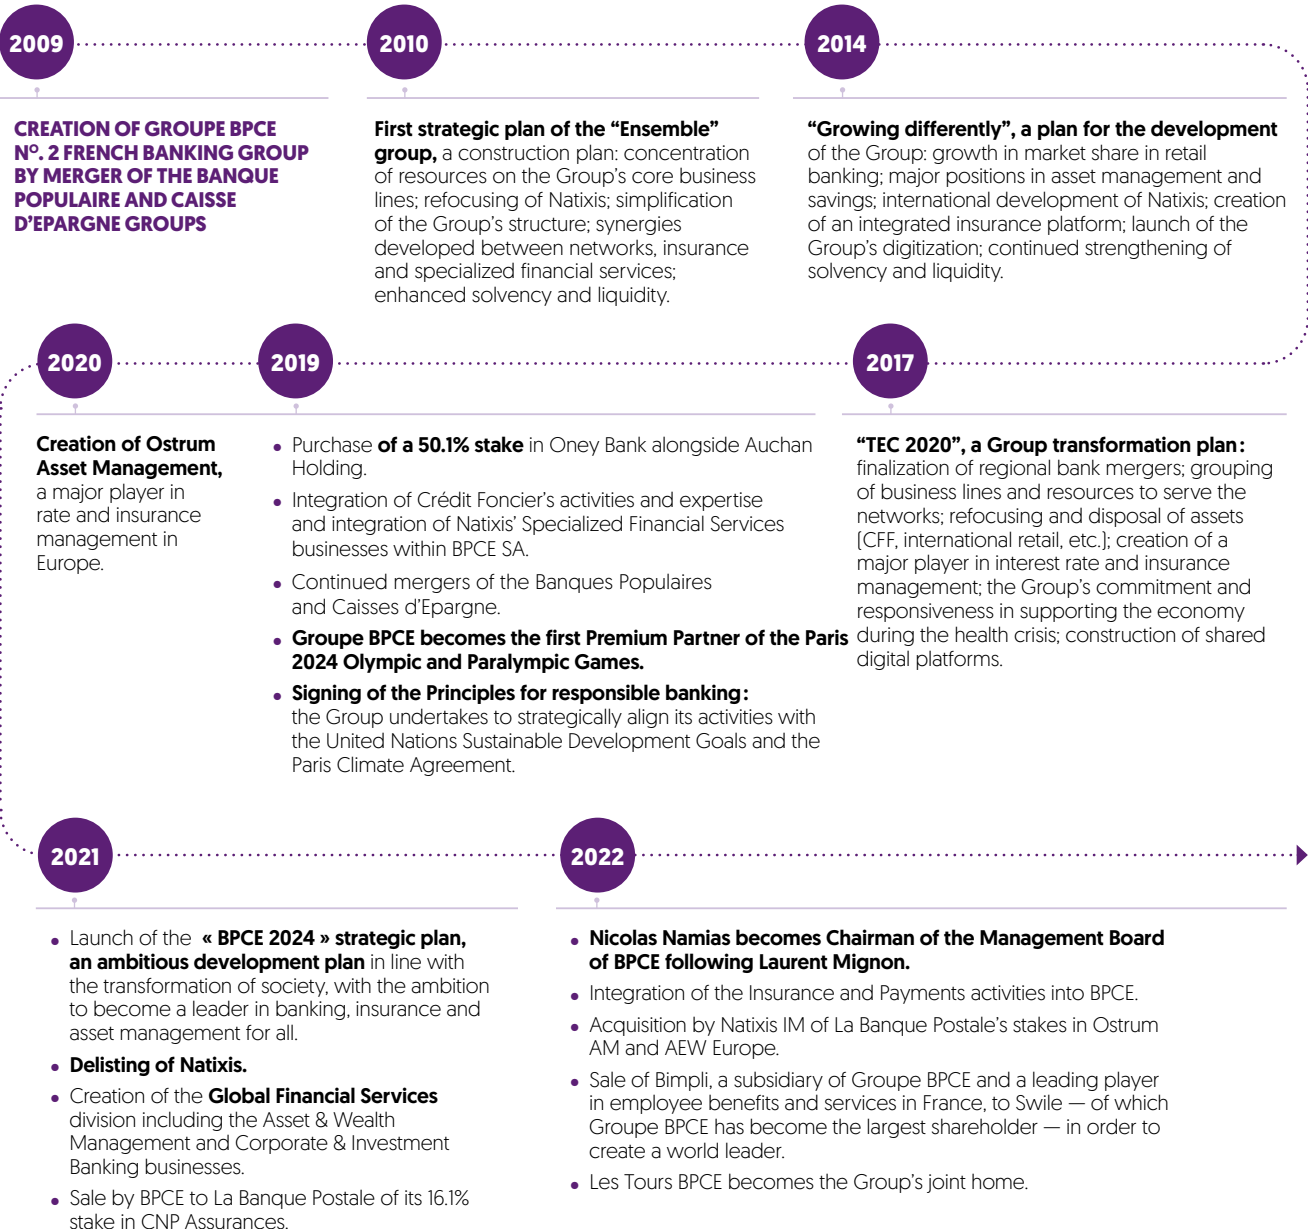 2009
CREATION OF GROUPE BPCE
N°. 2 FRENCH BANKING GROUP
BY MERGER OF THE BANQUE
POPULAIRE AND CAISSE
D’EPARGNE GROUPS
2010
First strategic plan of the “Ensemble”
group, a construction plan: concentration
of resources on the Group’s core business
lines; refocusing of Natixis; simplification
of the Group’s structure; synergies
developed between networks, insurance
and specialized financial services;
enhanced solvency and liquidity.
2014
“Growing differently”, a plan for the development
of the Group: growth in market share in retail
banking; major positions in asset management and
savings; international development of Natixis; creation
of an integrated insurance platform; launch of the
Group’s digitization; continued strengthening of
solvency and liquidity.
2017
“TEC 2020”, a Group transformation plan:
finalization of regional bank mergers; grouping
of business lines and resources to serve the
networks; refocusing and disposal of assets
(CFF, international retail, etc.); creation of a
major player in interest rate and insurance
management; the Group’s commitment and
responsiveness in supporting the economy
during the health crisis; construction of shared
digital platforms.
2019
• Purchase of a 50.1% stake in Oney Bank alongside Auchan
Holding.
• Integration of Crédit Foncier’s activities and expertise
and integration of Natixis’ Specialized Financial Services
businesses within BPCE SA.
• Continued mergers of the Banques Populaires
and Caisses d’Epargne.
• Groupe BPCE becomes the first Premium Partner of the Paris
2024 Olympic and Paralympic Games.
• Signing of the Principles for responsible banking:
the Group undertakes to strategically align its activities with
the United Nations Sustainable Development Goals and the
Paris Climate Agreement.
2020
Creation of Ostrum
Asset Management,
a major player in
rate and insurance
management in
Europe.
2021
• Launch of the « BPCE 2024 » strategic plan,
an ambitious development plan in line with
the transformation of society, with the ambition
to become a leader in banking, insurance and
asset management for all.
• Delisting of Natixis.
• Creation of the Global Financial Services
division including the Asset & Wealth
Management and Corporate & Investment
Banking businesses.
• Sale by BPCE to La Banque Postale of its 16.1%
stake in CNP Assurances.
2022
• Nicolas Namias becomes Chairman of the Management Board
of BPCE following Laurent Mignon.
• Integration of the Insurance and Payments activities into BPCE.
• Acquisition by Natixis IM of La Banque Postale’s stakes in Ostrum
AM and AEW Europe.
• Sale of Bimpli, a subsidiary of Groupe BPCE and a leading player
in employee benefits and services in France, to Swile — of which
Groupe BPCE has become the largest shareholder — in order to
create a world leader.
• Les Tours BPCE becomes the Group’s joint home.